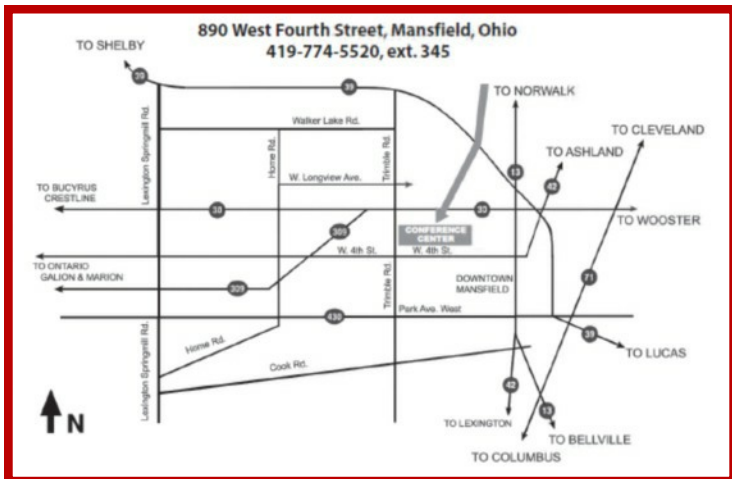 890 West Fourth Street, Mansfield, Ohio
419-774-5520, ext. 345
TO SHELBY
39
39
TO NORWALK
Walker Lake Rd.
TO CLEVELAND
Lexington Springmill Rd.
Home Rd.
Trimble Rd.
TO ASHLAND
13
42
W. Longview Ave.
TO BUCYRUS
CRESTLINE
30
30
TO WOOSTER
309
CONFERENCE
CENTER
W. 4th St.
W. 4th St.
TO ONTARIO
GALION & MARION
309
Trimble Rd.
DOWNTOWN
MANSFIELD
71
430
Park Ave. West
39
TO LUCAS
Lexington Springmill Rd.
Home Rd.
Cook Rd.
42
13
N
TO LEXINGTON
TO BELLVILLE
TO COLUMBUS